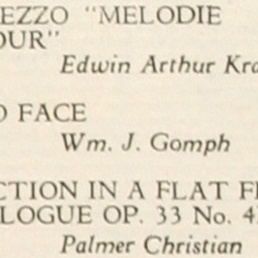 EZZO "MELODIE
OUR"
Edwin Arthur Kra
O FACE
Wm. J. Gomph
CTION IN A FLAT F
LOGUE OP. 33 No. 4
Palmer Christian